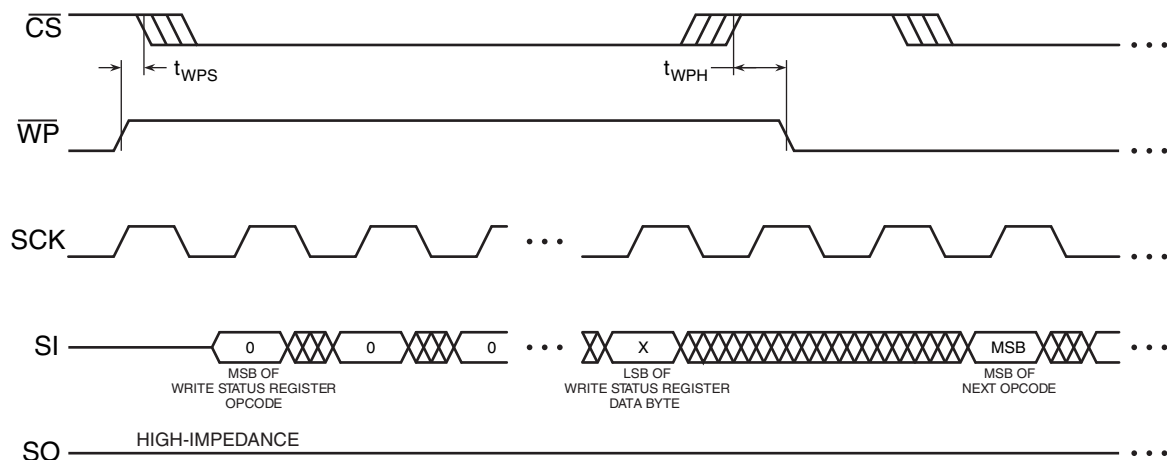 CS
tWPS
tWPH
• • •
WP
• • •
SCK
• • •
• • •
SI
0
0
0
• • •
X
MSB
• • •
MSB OF
WRITE STATUS REGISTER
OPCODE
LSB OF
WRITE STATUS REGISTER
DATA BYTE
MSB OF
NEXT OPCODE
SO
HIGH-IMPEDANCE
• • •